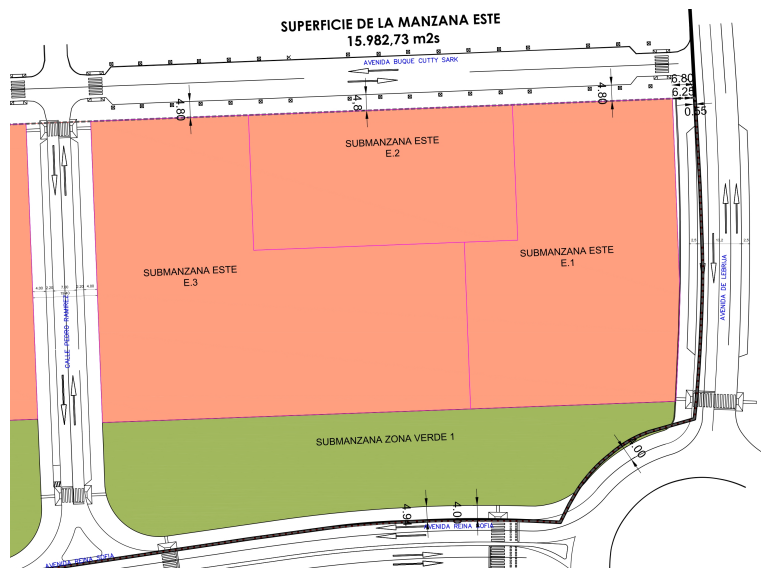 SUPERFICIE DE LA MANZANA ESTE
15.982,73 m2s
AVENIDA BUQUE CUTTY SARK
4.80
4.8
4.80
6.80
6.25
0.55
SUBMANZANA ESTE
E.2
SUBMANZANA ESTE
E.1
SUBMANZANA ESTE
E.3
CALLE PEDRO RAMIREZ
AVENIDA DE LEBRIJA
SUBMANZANA ZONA VERDE 1
.00
4.94
4.00
AVENIDA REINA SOFIA
AVENIDA REINA SOFIA